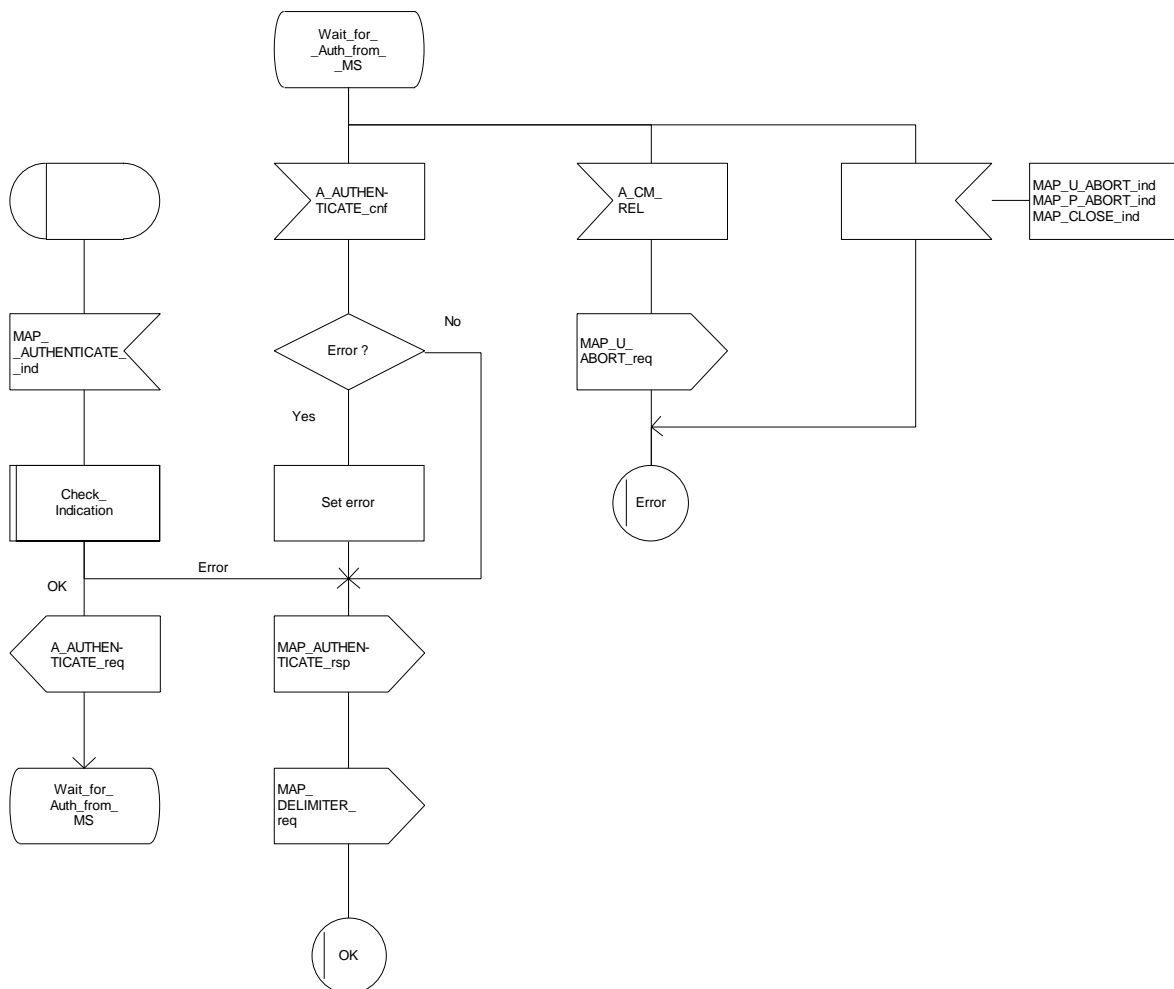 Wait_for_
_Auth_from_
_MS
A_AUTHEN-
TICATE_cnf
A_CM_
REL
MAP_U_ABORT_ind
MAP_P_ABORT_ind
MAP_CLOSE_ind
MAP_
_AUTHENTICATE_
_ind
Error ?
No
MAP_U_
ABORT_req
Yes
Check_
Indication
Set error
Error
OK
Error
A_AUTHEN-
TICATE_req
MAP_AUTHEN-
TICATE_rsp
Wait_for_
Auth_from_
MS
MAP_
DELIMITER_
req
OK